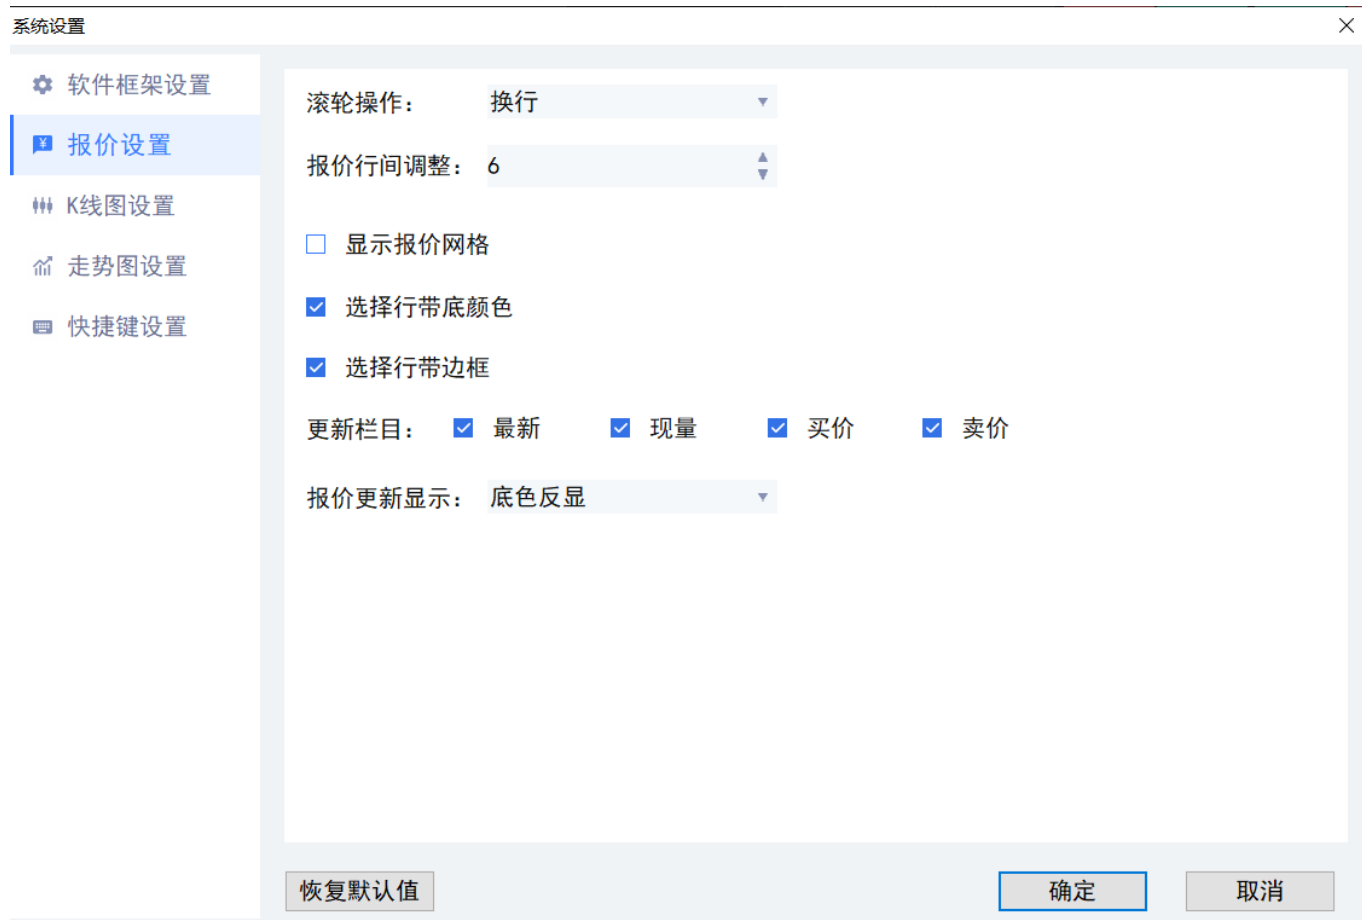 系统设置
软件框架设置
报价设置
K线图设置
走势图设置
快捷键设置
滚轮操作： 换行
报价行间调整： 6
显示报价网格
选择行带底颜色
选择行带边框
更新栏目： 最新 现量 买价 卖价
报价更新显示： 底色反显
恢复默认值 确定 取消